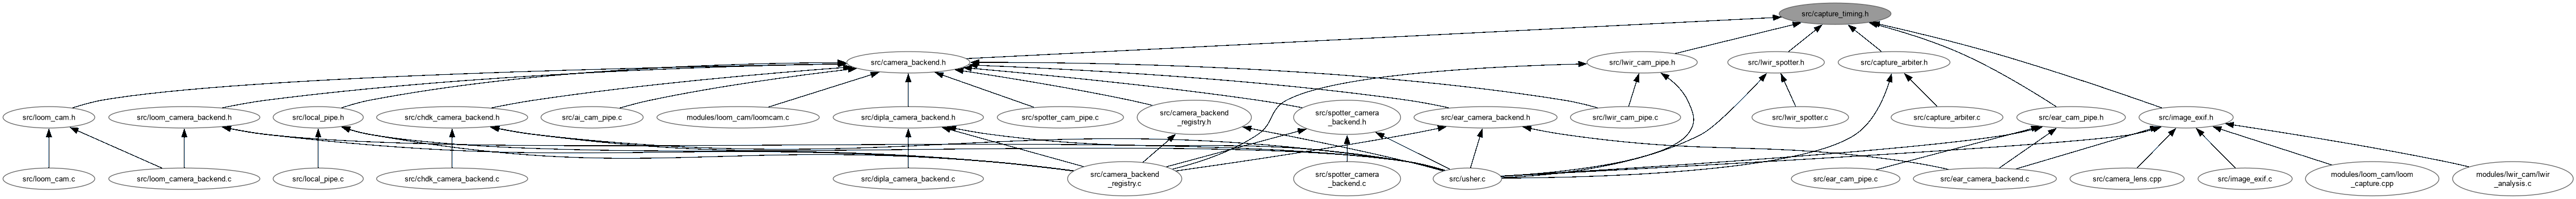 src/capture_timing.h
src/camera_backend.h
src/lwir_cam_pipe.h
src/lwir_spotter.h
src/capture_arbiter.h
src/loom_cam.h
src/loom_camera_backend.h
src/local_pipe.h
src/chdk_camera_backend.h
src/ai_cam_pipe.c
modules/loom_cam/loomcam.c
src/dipla_camera_backend.h
src/spotter_cam_pipe.c
src/camera_backend
_registry.h
src/spotter_camera
_backend.h
src/ear_camera_backend.h
src/lwir_cam_pipe.c
src/lwir_spotter.c
src/capture_arbiter.c
src/ear_cam_pipe.h
src/image_exif.h
src/loom_cam.c
src/loom_camera_backend.c
src/local_pipe.c
src/chdk_camera_backend.c
src/dipla_camera_backend.c
src/camera_backend
_registry.c
src/spotter_camera
_backend.c
src/usher.c
src/ear_cam_pipe.c
src/ear_camera_backend.c
src/camera_lens.cpp
src/image_exif.c
modules/loom_cam/loom
_capture.cpp
modules/lwir_cam/lwir
_analysis.c